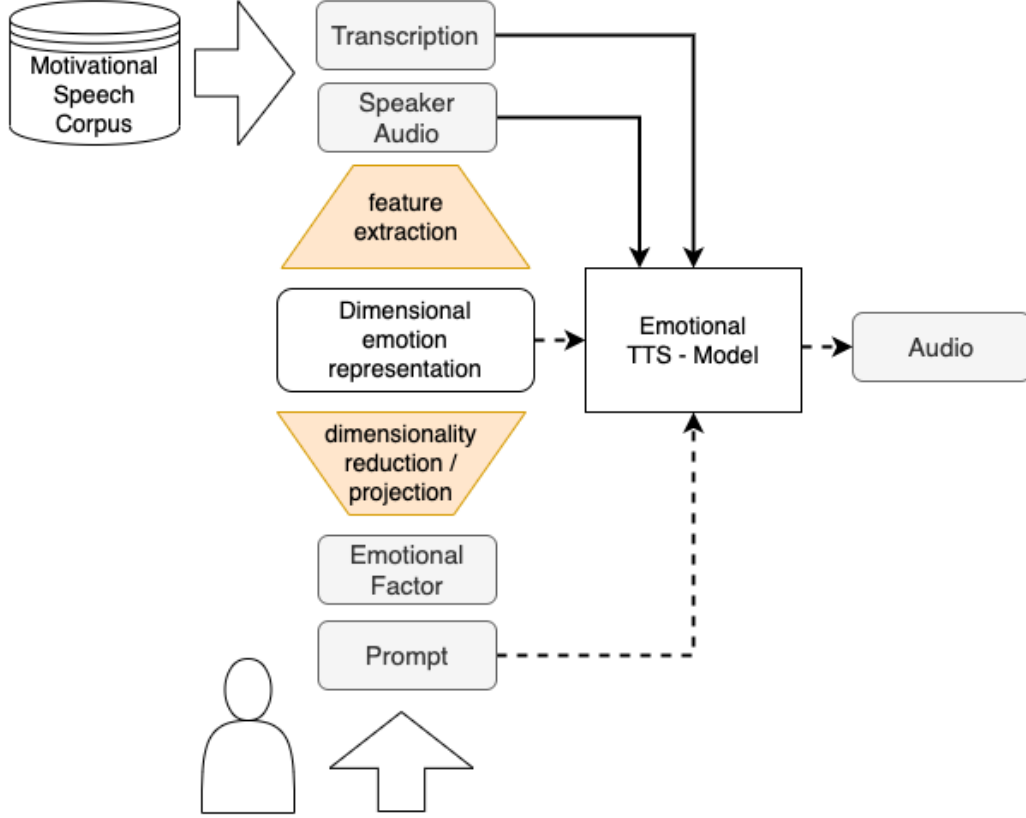 Motivational
Speech
Corpus
Transcription
Speaker
Audio
feature
extraction
Dimensional
emotion
representation
Emotional
TTS - Model
Audio
dimensionality
reduction /
projection
Emotional
Factor
Prompt